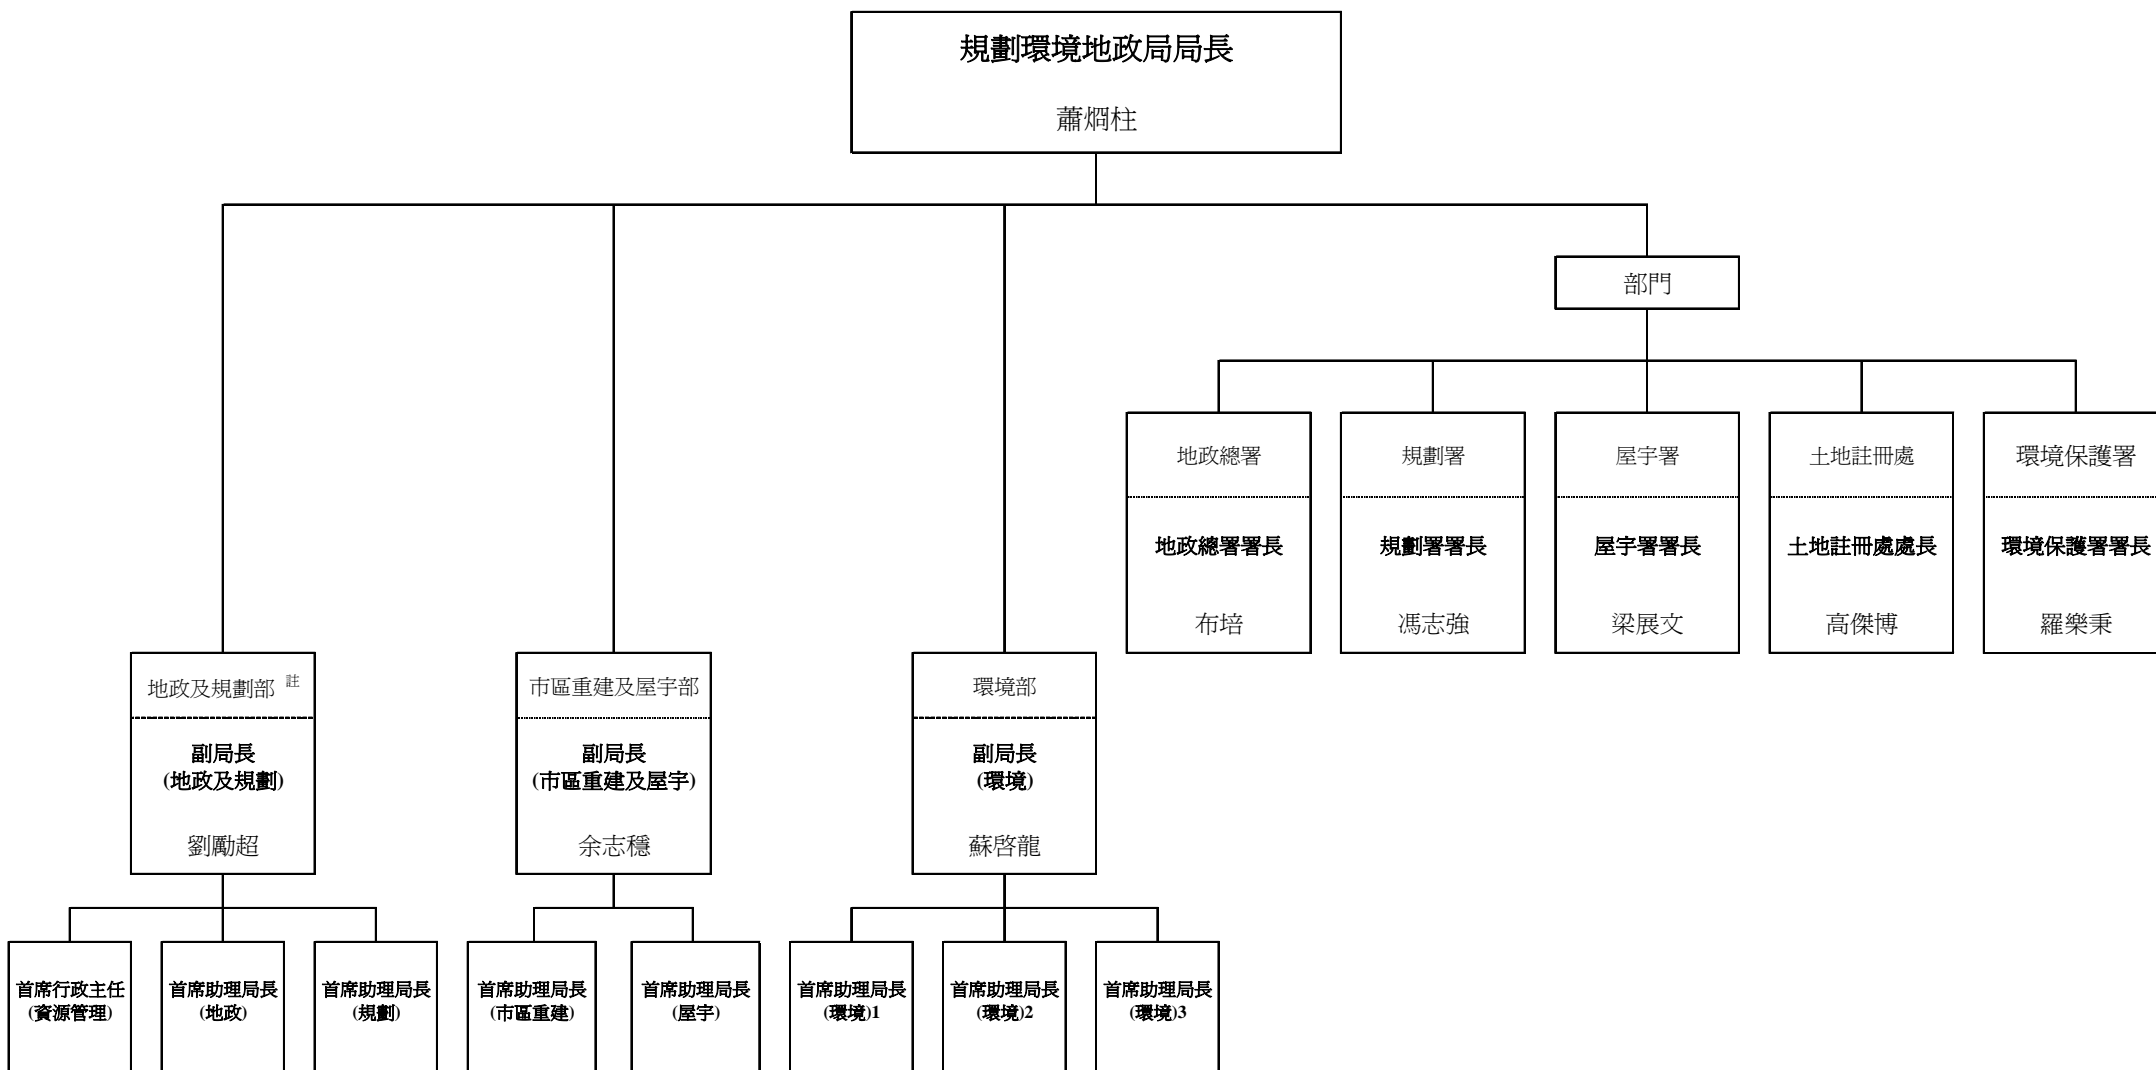 規劃環境地政局局長
蕭烱柱
部門
地政總署
規劃署
屋宇署
土地註冊處
環境保護署
地政總署署長
規劃署署長
屋宇署署長
土地註冊處處長
環境保護署署長
布培
馮志強
梁展文
高傑博
羅樂秉
地政及規劃部 註
市區重建及屋宇部
環境部
副局長
(地政及規劃)
副局長
(市區重建及屋宇)
副局長
(環境)
劉勵超
余志穩
蘇啓龍
首席行政主任
(資源管理)
首席助理局長
(地政)
首席助理局長
(規劃)
首席助理局長
(市區重建)
首席助理局長
(屋宇)
首席助理局長
(環境)1
首席助理局長
(環境)2
首席助理局長
(環境)3